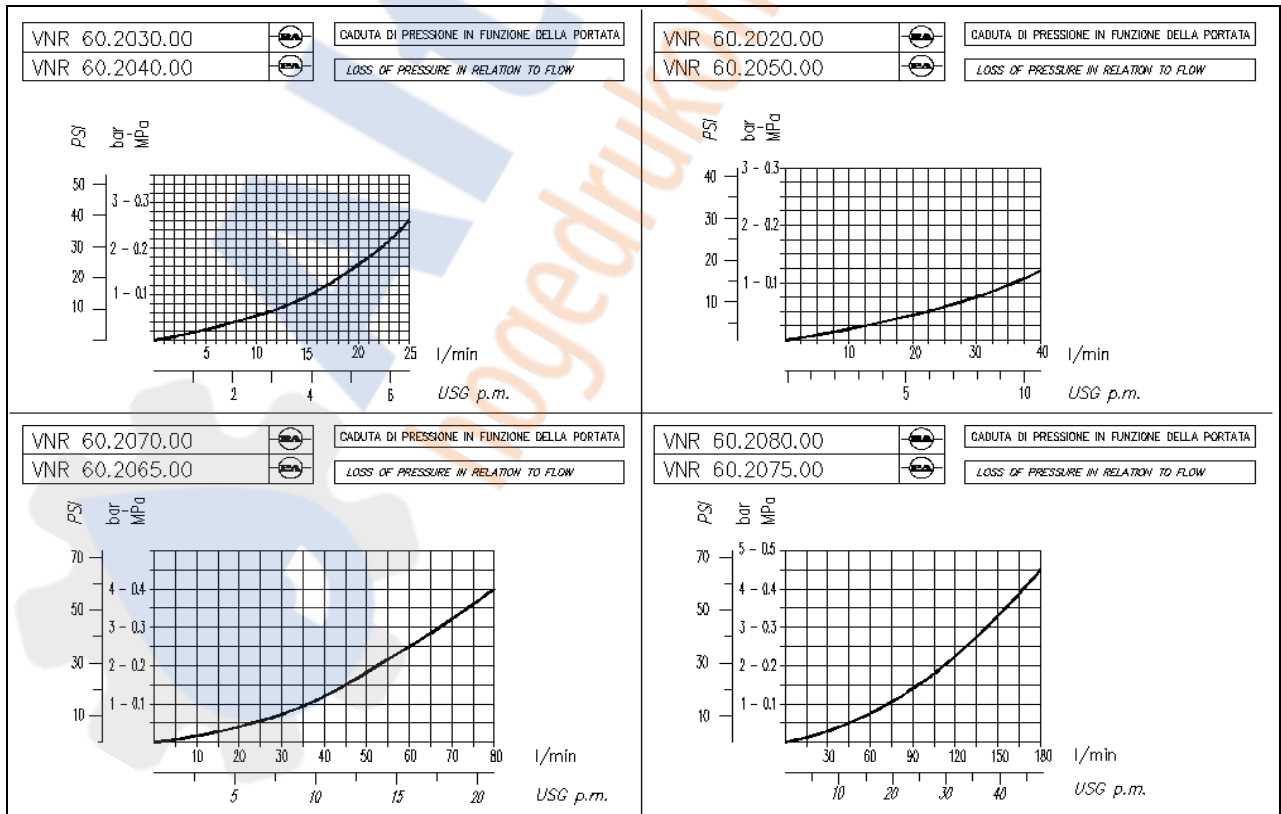 VNR 60.2030.00
VNR 60.2040.00
CADUTA DI PRESSIONE IN FUNZIONE DELLA PORTATA
LOSS OF PRESSURE IN RELATION TO FLOW
PSI
bar-MPa
50
40
30
20
10
3 - 0.3
2 - 0.2
1 - 0.1
5 10 15 20 25 l/min
2 4 6 USG p.m.
VNR 60.2020.00
VNR 60.2050.00
CADUTA DI PRESSIONE IN FUNZIONE DELLA PORTATA
LOSS OF PRESSURE IN RELATION TO FLOW
PSI
bar-MPa
40
30
20
10
3 - 0.3
2 - 0.2
1 - 0.1
10 20 30 40 l/min
5 10 USG p.m.
VNR 60.2070.00
VNR 60.2065.00
CADUTA DI PRESSIONE IN FUNZIONE DELLA PORTATA
LOSS OF PRESSURE IN RELATION TO FLOW
PSI
bar-MPa
70
50
30
10
4 - 0.4
3 - 0.3
2 - 0.2
1 - 0.1
10 20 30 40 50 60 70 80 l/min
5 10 15 20 USG p.m.
VNR 60.2080.00
VNR 60.2075.00
CADUTA DI PRESSIONE IN FUNZIONE DELLA PORTATA
LOSS OF PRESSURE IN RELATION TO FLOW
PSI
bar
MPa
70
50
30
10
5 - 0.5
4 - 0.4
3 - 0.3
2 - 0.2
1 - 0.1
30 60 90 120 150 180 l/min
10 20 30 40 USG p.m.